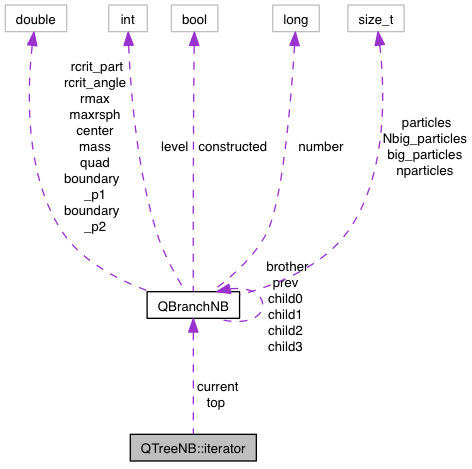 double
int
bool
long
size_t
rcrit_part
rcrit_angle
rmax
maxrsph
center
mass
quad
boundary
_p1
boundary
_p2
level
constructed
number
particles
Nbig_particles
big_particles
nparticles
QBranchNB
brother
prev
child0
child1
child2
child3
current
top
QTreeNB::iterator